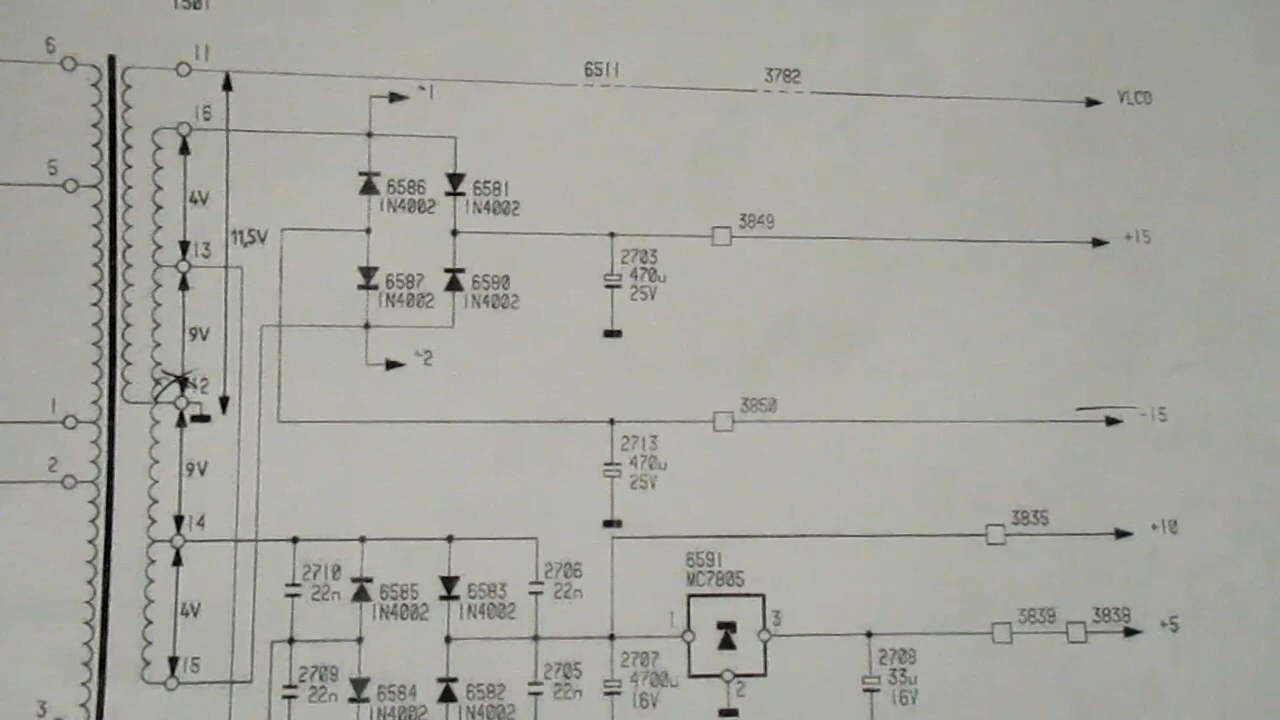 6
11
6511
3782
VLCD
~1
16
5
4V
6586
1N4002
6581
1N4002
3849
+15
13
11,5V
2703
470u
25V
6587
1N4002
6580
1N4002
9V
~2
12
1
3850
-15
2713
470u
25V
2
9V
14
3835
+10
6591
MC7805
2710
22n
6585
1N4002
6583
1N4002
2706
22n
4V
1
3
3839
3838
+5
15
2709
22n
6584
1N4002
6582
1N4002
2705
22n
2707
4700u
16V
2
2708
33u
16V
3